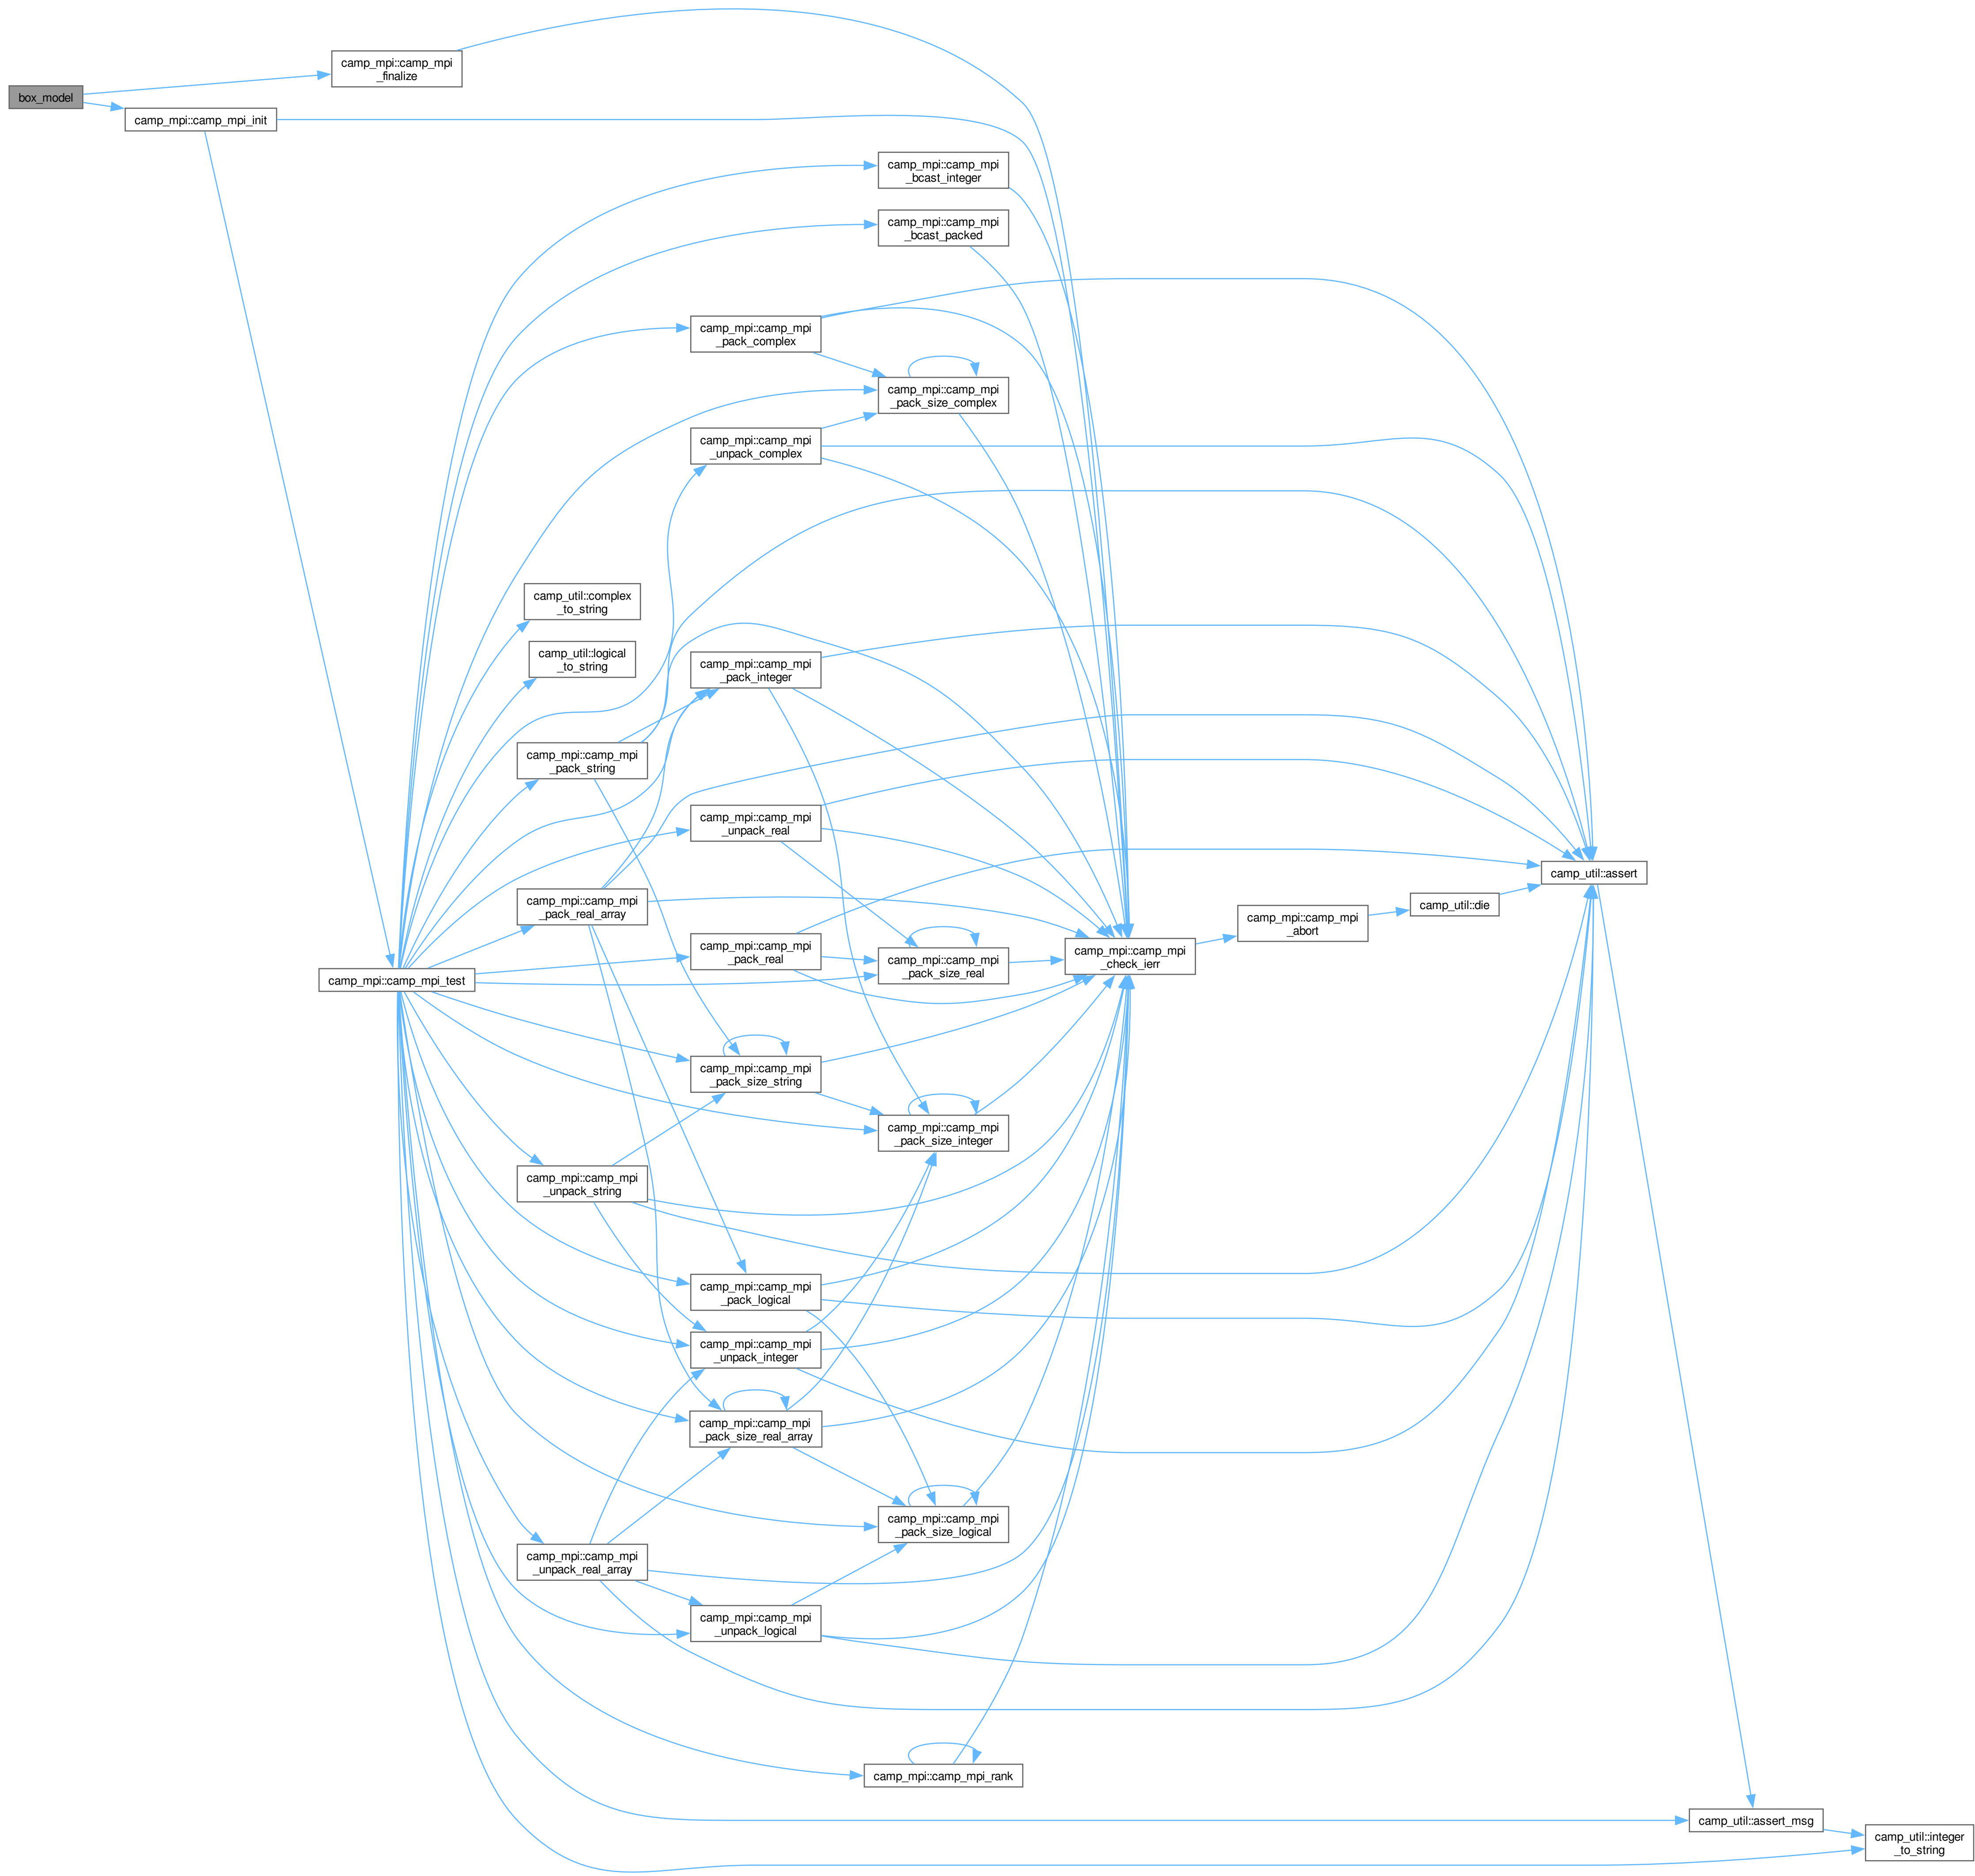 camp_mpi::camp_mpi
_finalize
box_model
camp_mpi::camp_mpi_init
camp_mpi::camp_mpi
_bcast_integer
camp_mpi::camp_mpi
_bcast_packed
camp_mpi::camp_mpi
_pack_complex
camp_mpi::camp_mpi
_pack_size_complex
camp_mpi::camp_mpi
_unpack_complex
camp_util::complex
_to_string
camp_util::logical
_to_string
camp_mpi::camp_mpi
_pack_integer
camp_mpi::camp_mpi
_pack_string
camp_mpi::camp_mpi
_unpack_real
camp_util::assert
camp_util::die
camp_mpi::camp_mpi
_pack_real_array
camp_mpi::camp_mpi
_abort
camp_mpi::camp_mpi
_pack_real
camp_mpi::camp_mpi
_check_ierr
camp_mpi::camp_mpi
_pack_size_real
camp_mpi::camp_mpi_test
camp_mpi::camp_mpi
_pack_size_string
camp_mpi::camp_mpi
_pack_size_integer
camp_mpi::camp_mpi
_unpack_string
camp_mpi::camp_mpi
_pack_logical
camp_mpi::camp_mpi
_unpack_integer
camp_mpi::camp_mpi
_pack_size_real_array
camp_mpi::camp_mpi
_pack_size_logical
camp_mpi::camp_mpi
_unpack_real_array
camp_mpi::camp_mpi
_unpack_logical
camp_mpi::camp_mpi_rank
camp_util::assert_msg
camp_util::integer
_to_string